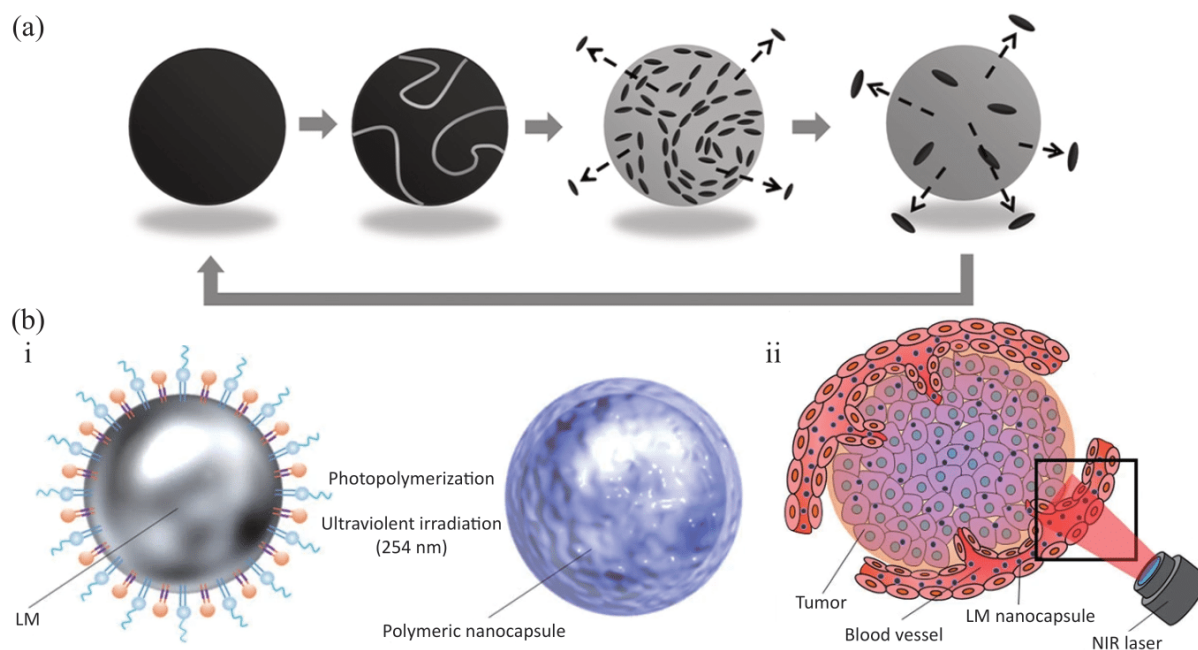 (a)
(b)
i
ii
Photopolymerization
Ultraviolent irradiation
(254 nm)
LM
Polymeric nanocapsule
Tumor
Blood vessel
LM nanocapsule
NIR laser